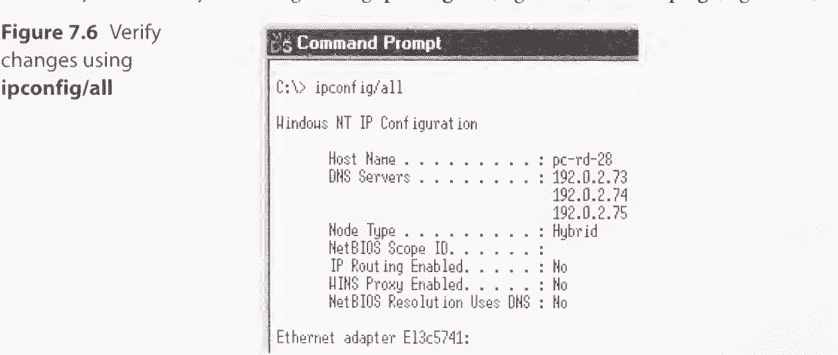 Figure 7.6 Verify
changes using
ipconfig/all
Command Prompt
C:\> ipconfig/all
Windows NT IP Configuration
Host Name . . . . . . . . . : pc-rd-28
DNS Servers . . . . . . . . : 192.0.2.73
192.0.2.74
192.0.2.75
Node Type . . . . . . . . . : Hybrid
NetBIOS Scope ID. . . . . . :
IP Routing Enabled. . . . . : No
WINS Proxy Enabled. . . . . : No
NetBIOS Resolution Uses DNS : No
Ethernet adapter El3c5741: